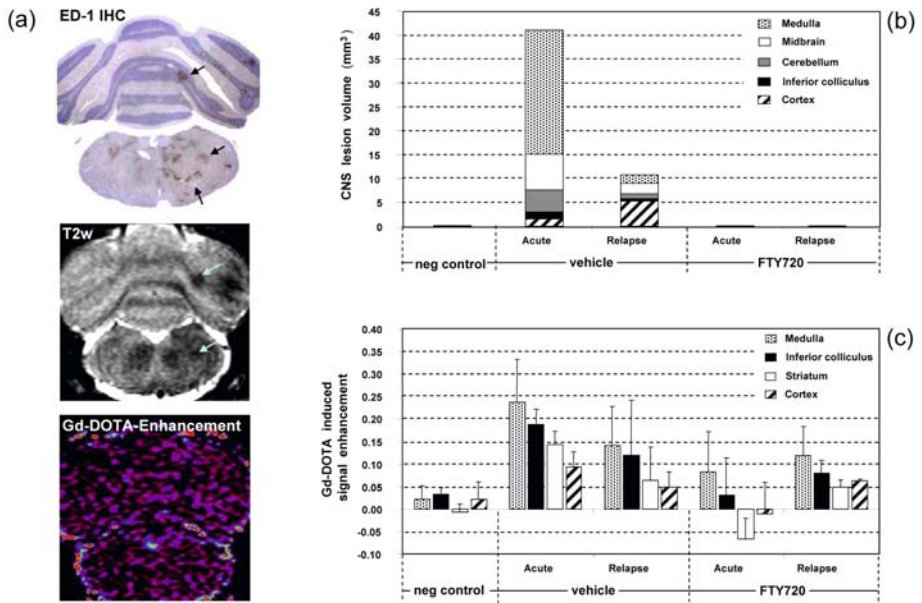 (a)
ED-1 IHC
T2w
Gd-DOTA-Enhancement
(b)
CNS lesion volume (mm³)
45
40
35
30
25
20
15
10
5
0
Medulla
Midbrain
Cerebellum
Inferior colliculus
Cortex
Acute Relapse Acute Relapse
neg control vehicle FTY720
(c)
Gd-DOTA induced
signal enhancement
0.40
0.35
0.30
0.25
0.20
0.15
0.10
0.05
0.00
-0.05
-0.10
Medulla
Inferior colliculus
Striatum
Cortex
Acute Relapse Acute Relapse
neg control vehicle FTY720